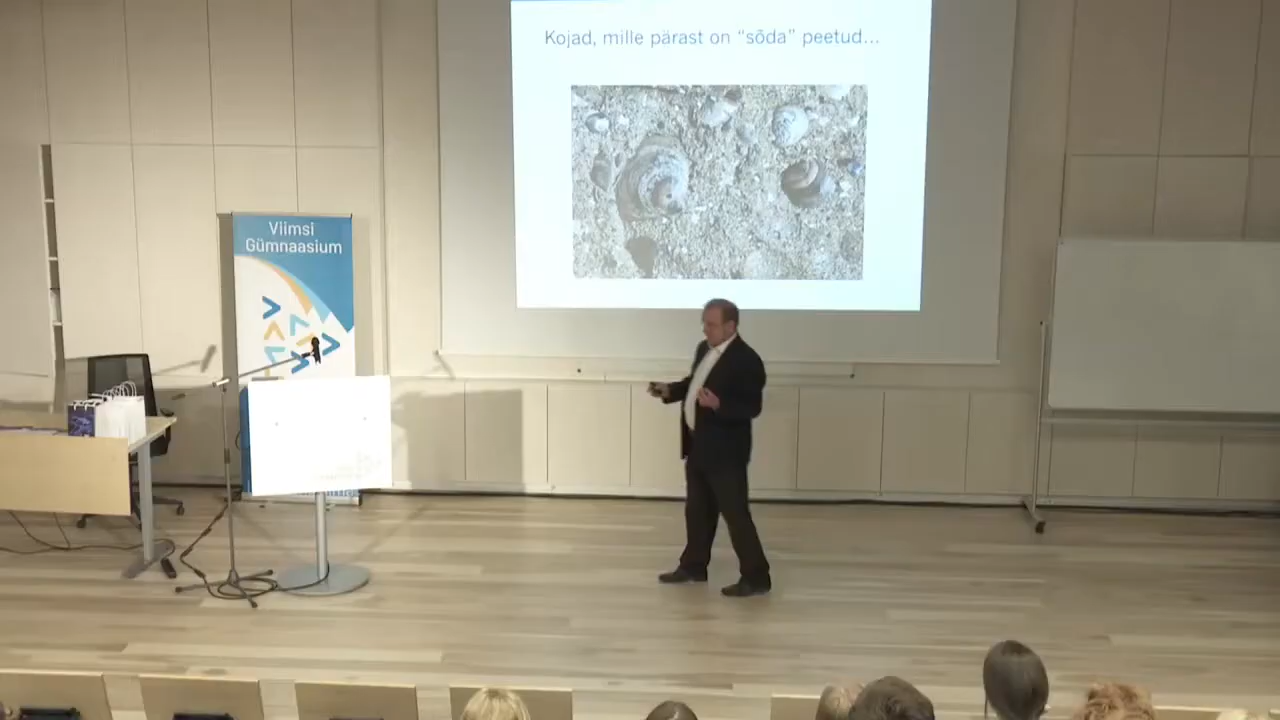 Kojad, mille pärast on “sõda” peetud...
Viimsi
Gümnaasium